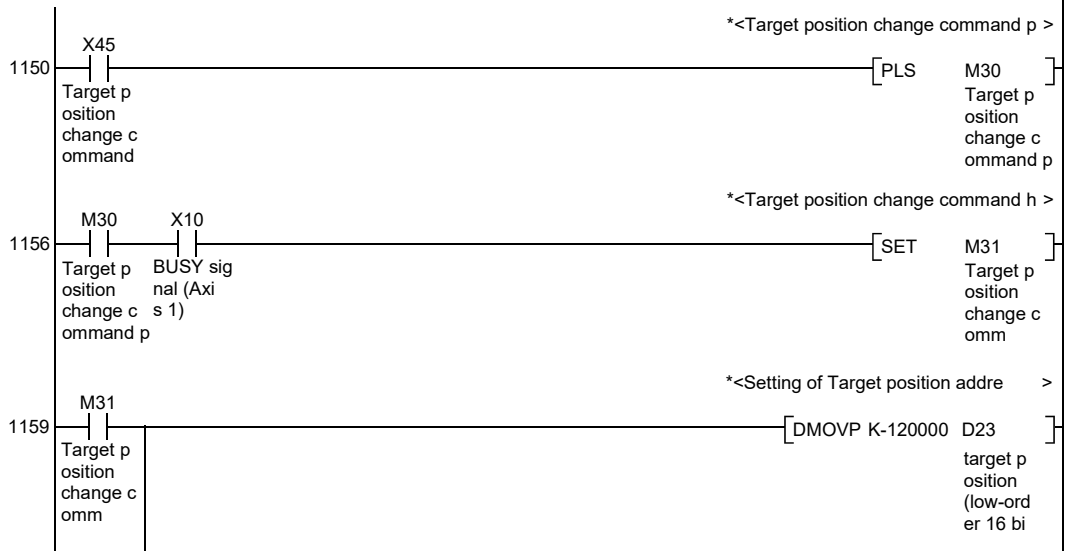 *<Target position change command p >
X45
1150
PLS M30
Target p
osition
change c
ommand
Target p
osition
change c
ommand p
*<Target position change command h >
M30 X10
1156
SET M31
Target p
osition
change c
ommand p
BUSY sig
nal (Axi
s 1)
Target p
osition
change c
omm
*<Setting of Target position addre >
M31
1159
DMOVP K-120000 D23
Target p
osition
change c
omm
target p
osition
(low-ord
er 16 bi